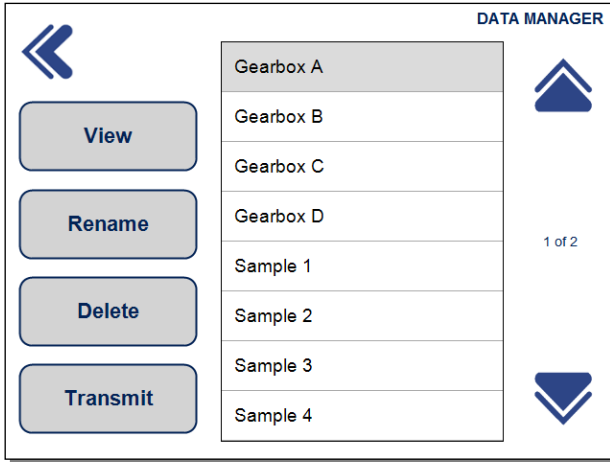 DATA MANAGER
View
Rename
Delete
Transmit
Gearbox A
Gearbox B
Gearbox C
Gearbox D
Sample 1
Sample 2
Sample 3
Sample 4
1 of 2